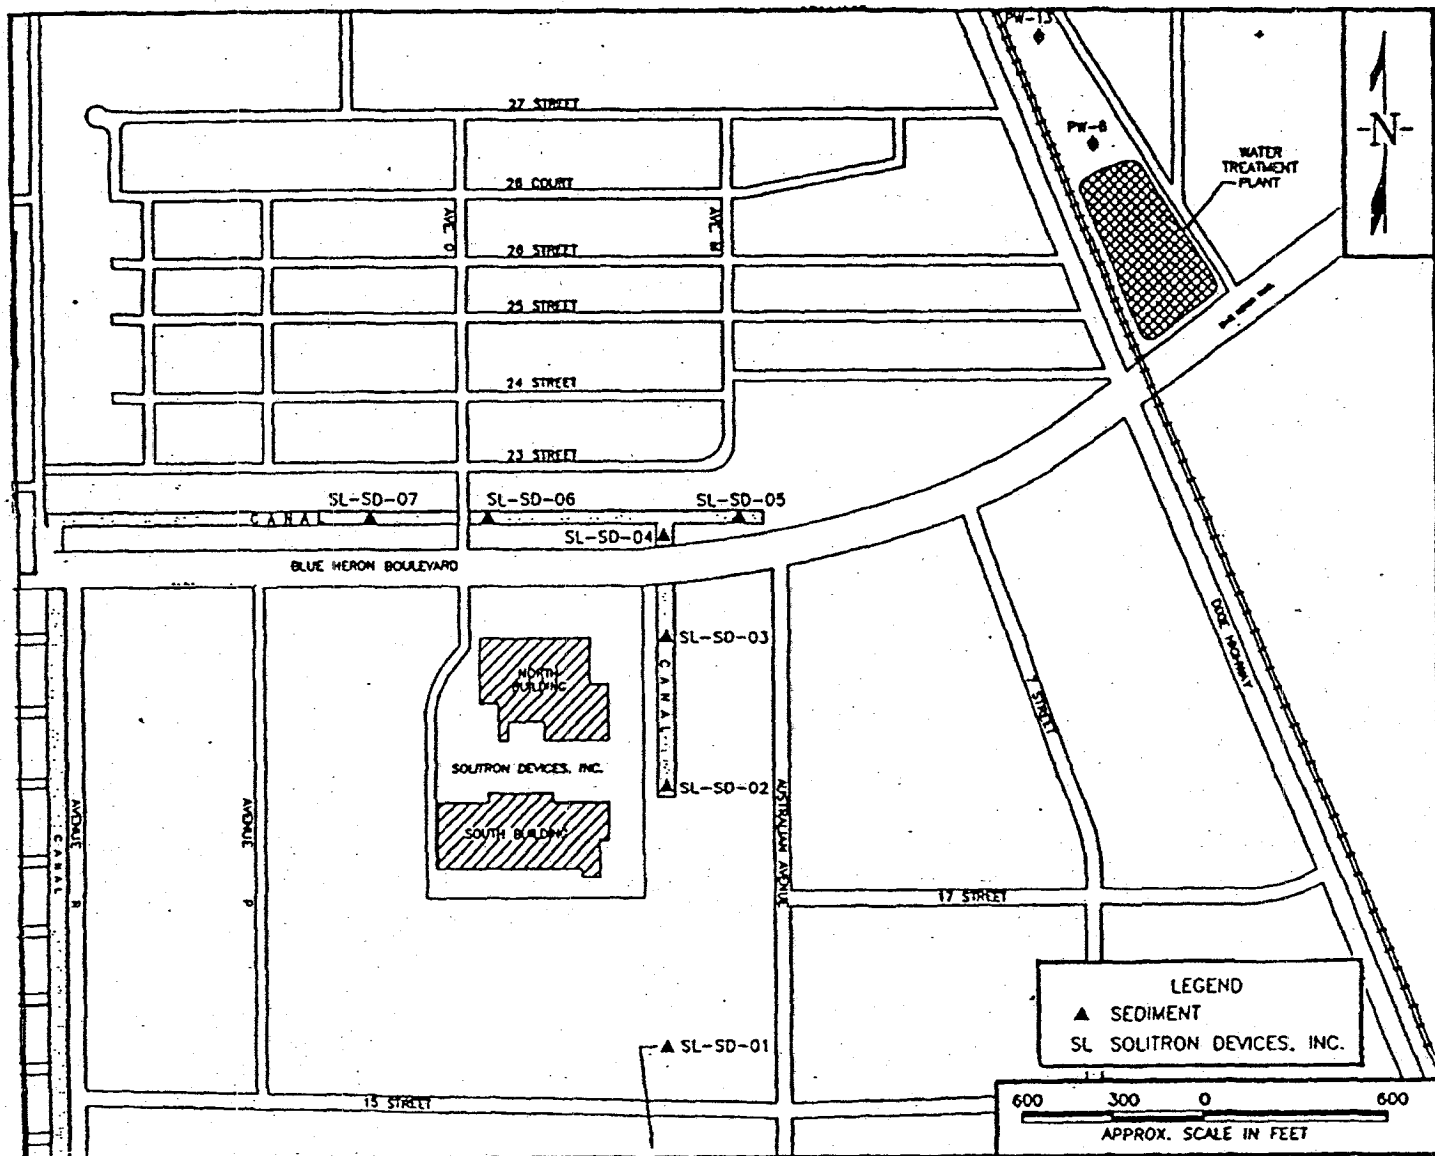 PW-13
N
27 STREET
PW-8
WATER
TREATMENT
PLANT
26 COURT
AVE. O
AVE. M
26 STREET
25 STREET
24 STREET
23 STREET
SL-SD-07
SL-SD-06
SL-SD-05
CANAL
SL-SD-04
BLUE HERON BOULEVARD
SL-SD-03
CANAL
NORTH
BUILDING
DIXIE HIGHWAY
7 STREET
SOLITRON DEVICES, INC.
SL-SD-02
SOUTH BUILDING
CANAL
AVENUE R
AVENUE P
AUSTRALIAN AVENUE
17 STREET
SL-SD-01
15 STREET
LEGEND
SEDIMENT
SL SOLITRON DEVICES, INC.
600 300 0 600
APPROX. SCALE IN FEET